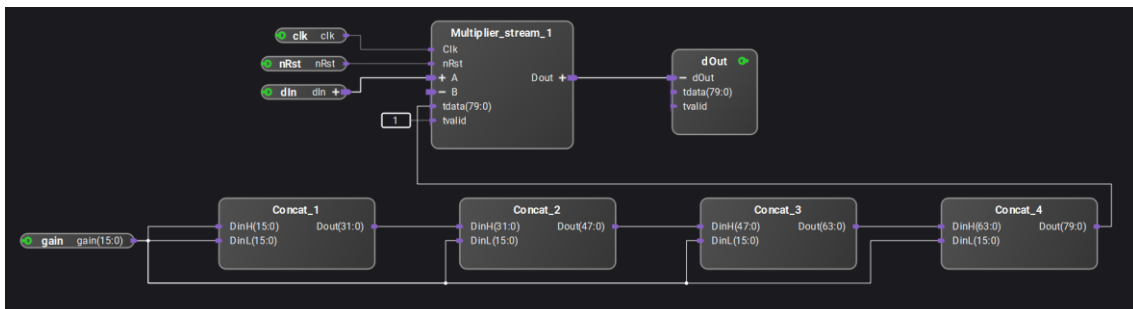 clk clk
nRst nRst
dIn dIn +
1
Multiplier_stream_1
Clk
nRst
+ A Dout +
− B
tdata(79:0)
tvalid
dOut
− dOut
tdata(79:0)
tvalid
gain gain(15:0)
Concat_1
DinH(15:0) Dout(31:0)
DinL(15:0)
Concat_2
DinH(31:0) Dout(47:0)
DinL(15:0)
Concat_3
DinH(47:0) Dout(63:0)
DinL(15:0)
Concat_4
DinH(63:0) Dout(79:0)
DinL(15:0)